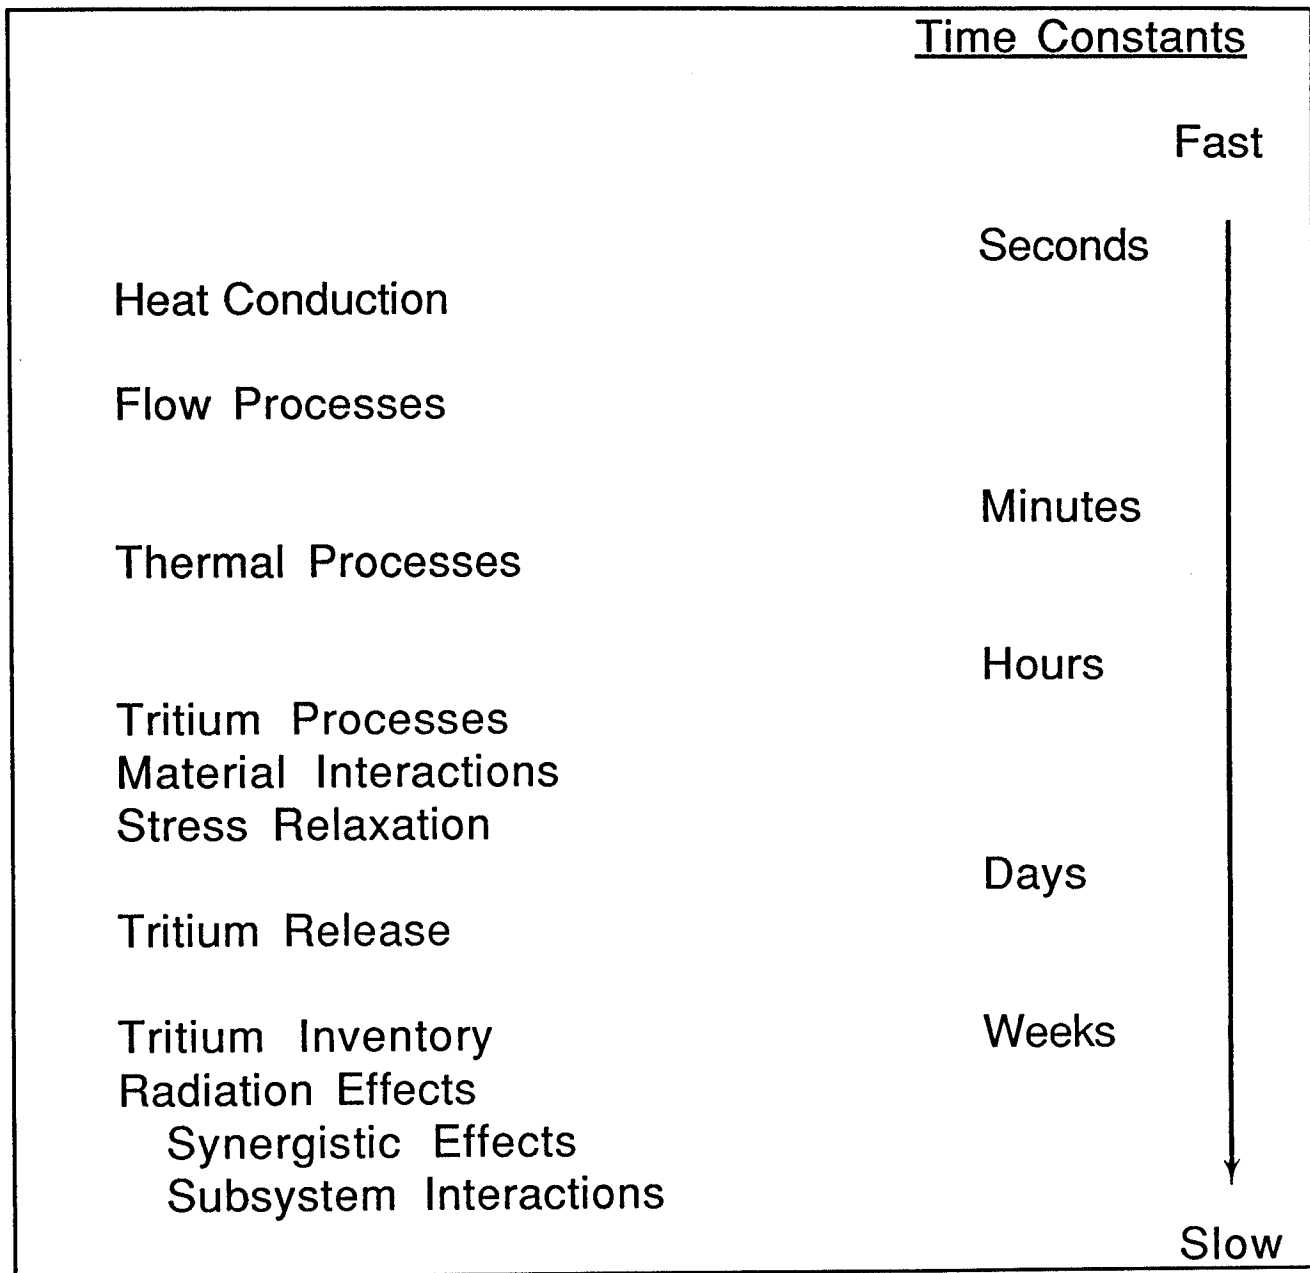 Time Constants
Fast
Seconds
Heat Conduction
Flow Processes
Minutes
Thermal Processes
Hours
Tritium Processes
Material Interactions
Stress Relaxation
Days
Tritium Release
Tritium Inventory Weeks
Radiation Effects
Synergistic Effects
Subsystem Interactions
Slow